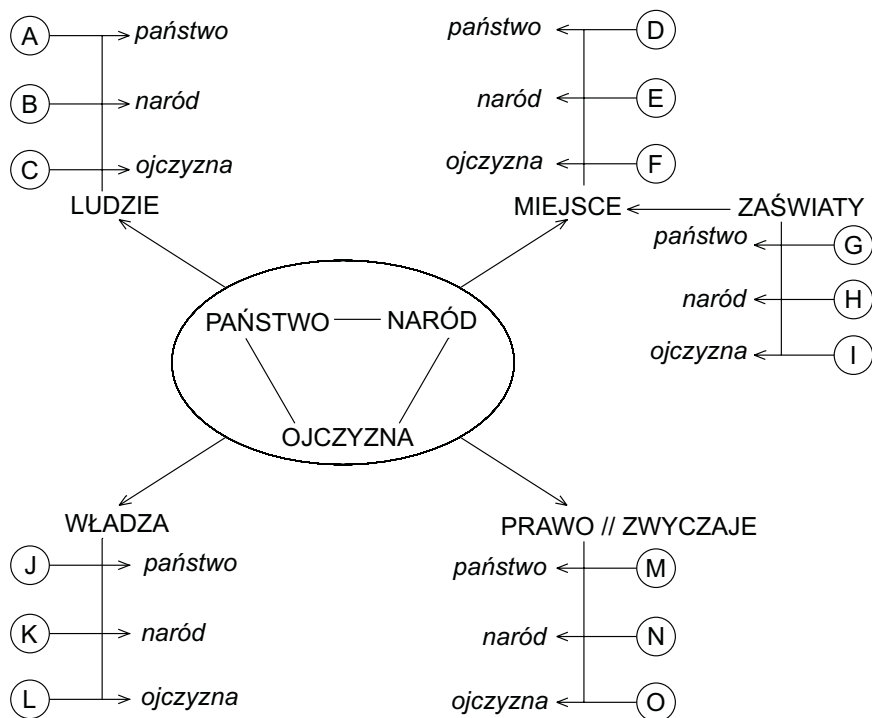 A państwo
B naród
C ojczyzna
LUDZIE
państwo D
naród E
ojczyzna F
MIEJSCE
ZAŚWIATY
państwo G
naród H
ojczyzna I
PAŃSTWO NARÓD
OJCZYZNA
WŁADZA
J państwo
K naród
L ojczyzna
PRAWO // ZWYCZAJE
państwo M
naród N
ojczyzna O